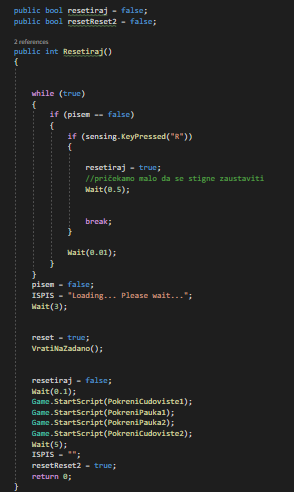 public bool resetiraj = false;
public bool resetReset2 = false;
2 references
public int Resetiraj()
{
while (true)
{
if (pisem == false)
{
if (sensing.KeyPressed("R"))
{
resetiraj = true;
//pričekamo malo da se stigne zaustaviti
Wait(0.5);
break;
}
Wait(0.01);
}
}
pisem = false;
ISPIS = "Loading... Please wait...";
Wait(3);
reset = true;
VratiNaZadano();
resetiraj = false;
Wait(0.1);
Game.StartScript(PokreniCudoviste1);
Game.StartScript(PokreniPauka1);
Game.StartScript(PokreniPauka2);
Game.StartScript(PokreniCudoviste2);
Wait(5);
ISPIS = "";
resetReset2 = true;
return 0;
}